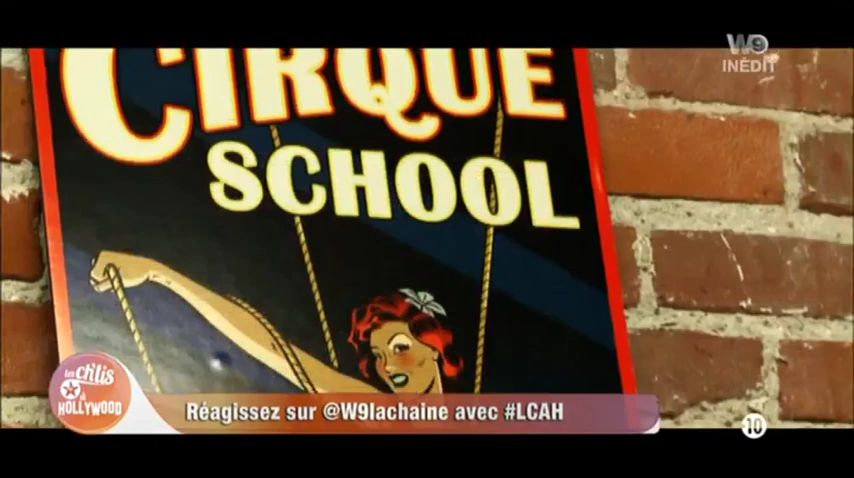 W9
INÉDIT
CIRQUE
SCHOOL
les ch'tis
à
HOLLYWOOD
Réagissez sur @W9lachaine avec #LCAH
-10